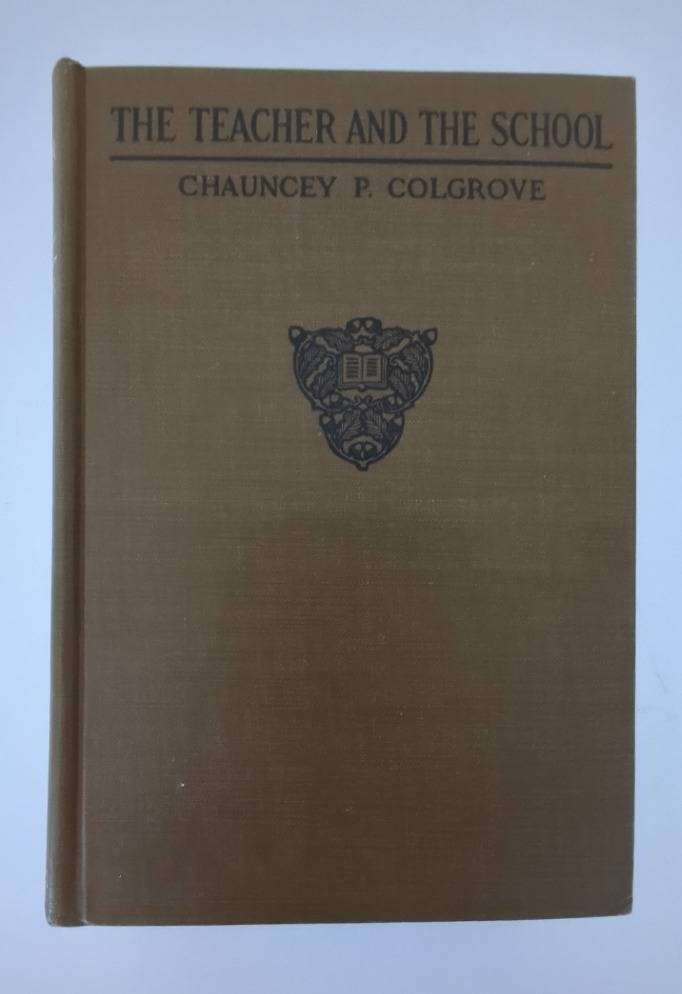 THE TEACHER AND THE SCHOOL
CHAUNCEY P. COLGROVE